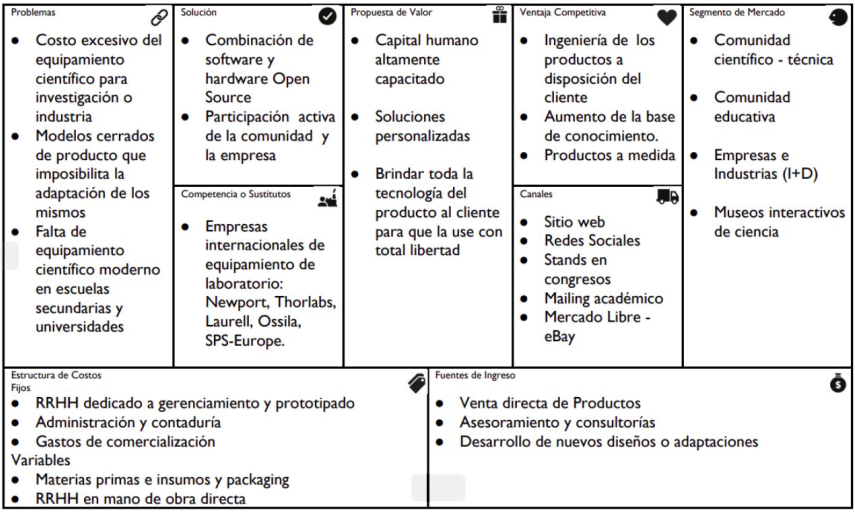 Problemas
● Costo excesivo del
equipamiento
científico para
investigación o
industria
● Modelos cerrados
de producto que
imposibilita la
adaptación de los
mismos
● Falta de
equipamiento
científico moderno
en escuelas
secundarias y
universidades
Solución
● Combinación de
software y
hardware Open
Source
● Participación activa
de la comunidad y
la empresa
Competencia o Sustitutos
● Empresas
internacionales de
equipamiento de
laboratorio:
Newport, Thorlabs,
Laurell, Ossila,
SPS-Europe.
Propuesta de Valor
● Capital humano
altamente
capacitado
● Soluciones
personalizadas
● Brindar toda la
tecnología del
producto al cliente
para que la use con
total libertad
Ventaja Competitiva
● Ingeniería de los
productos a
disposición del
cliente
● Aumento de la base
de conocimiento.
● Productos a medida
Canales
● Sitio web
● Redes Sociales
● Stands en
congresos
● Mailing académico
● Mercado Libre -
eBay
Segmento de Mercado
● Comunidad
científico - técnica
● Comunidad
educativa
● Empresas e
Industrias (I+D)
● Museos interactivos
de ciencia
Estructura de Costos
Fijos
● RRHH dedicado a gerenciamiento y prototipado
● Administración y contaduría
● Gastos de comercialización
Variables
● Materias primas e insumos y packaging
● RRHH en mano de obra directa
Fuentes de Ingreso
$
● Venta directa de Productos
● Asesoramiento y consultorías
● Desarrollo de nuevos diseños o adaptaciones